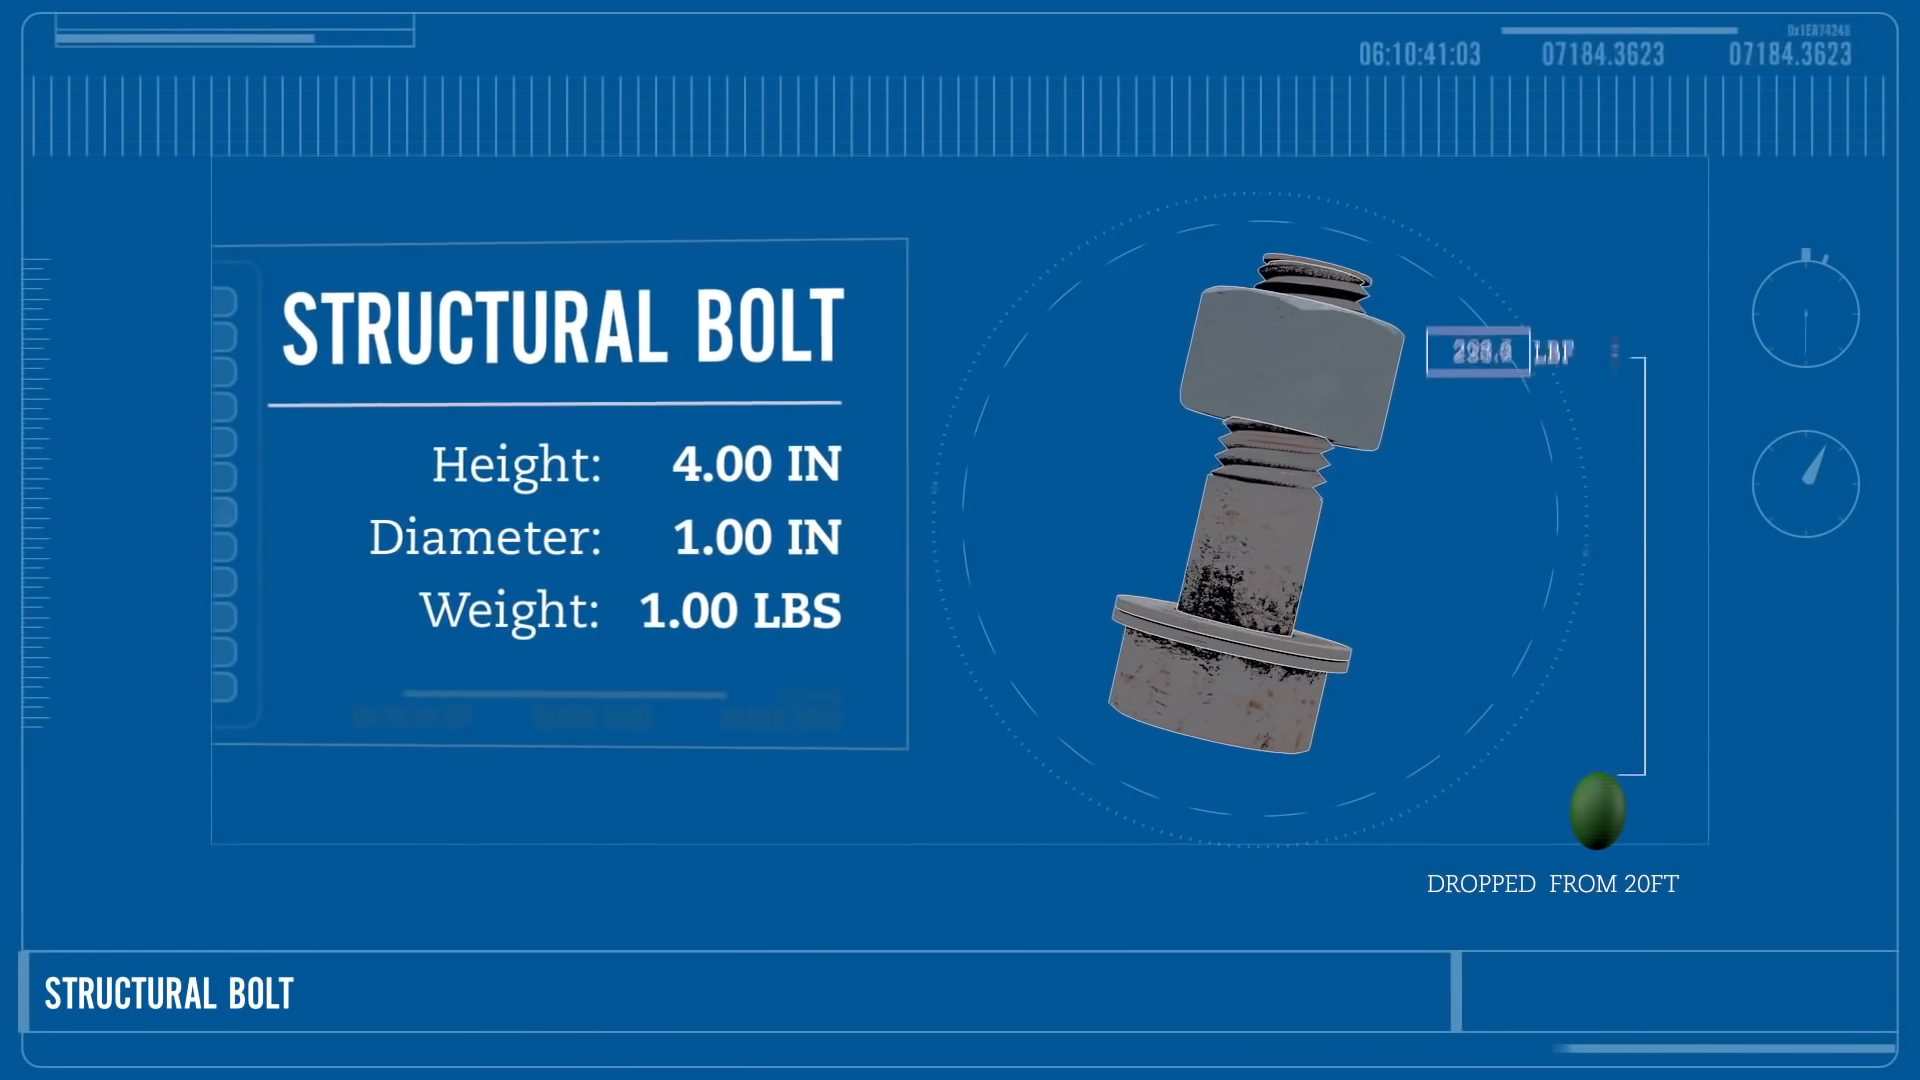 0x1EA74246
06:10:41:03 07184.3623 07184.3623
STRUCTURAL BOLT
Height: 4.00 IN
Diameter: 1.00 IN
Weight: 1.00 LBS
LBF
DROPPED FROM 20FT
STRUCTURAL BOLT